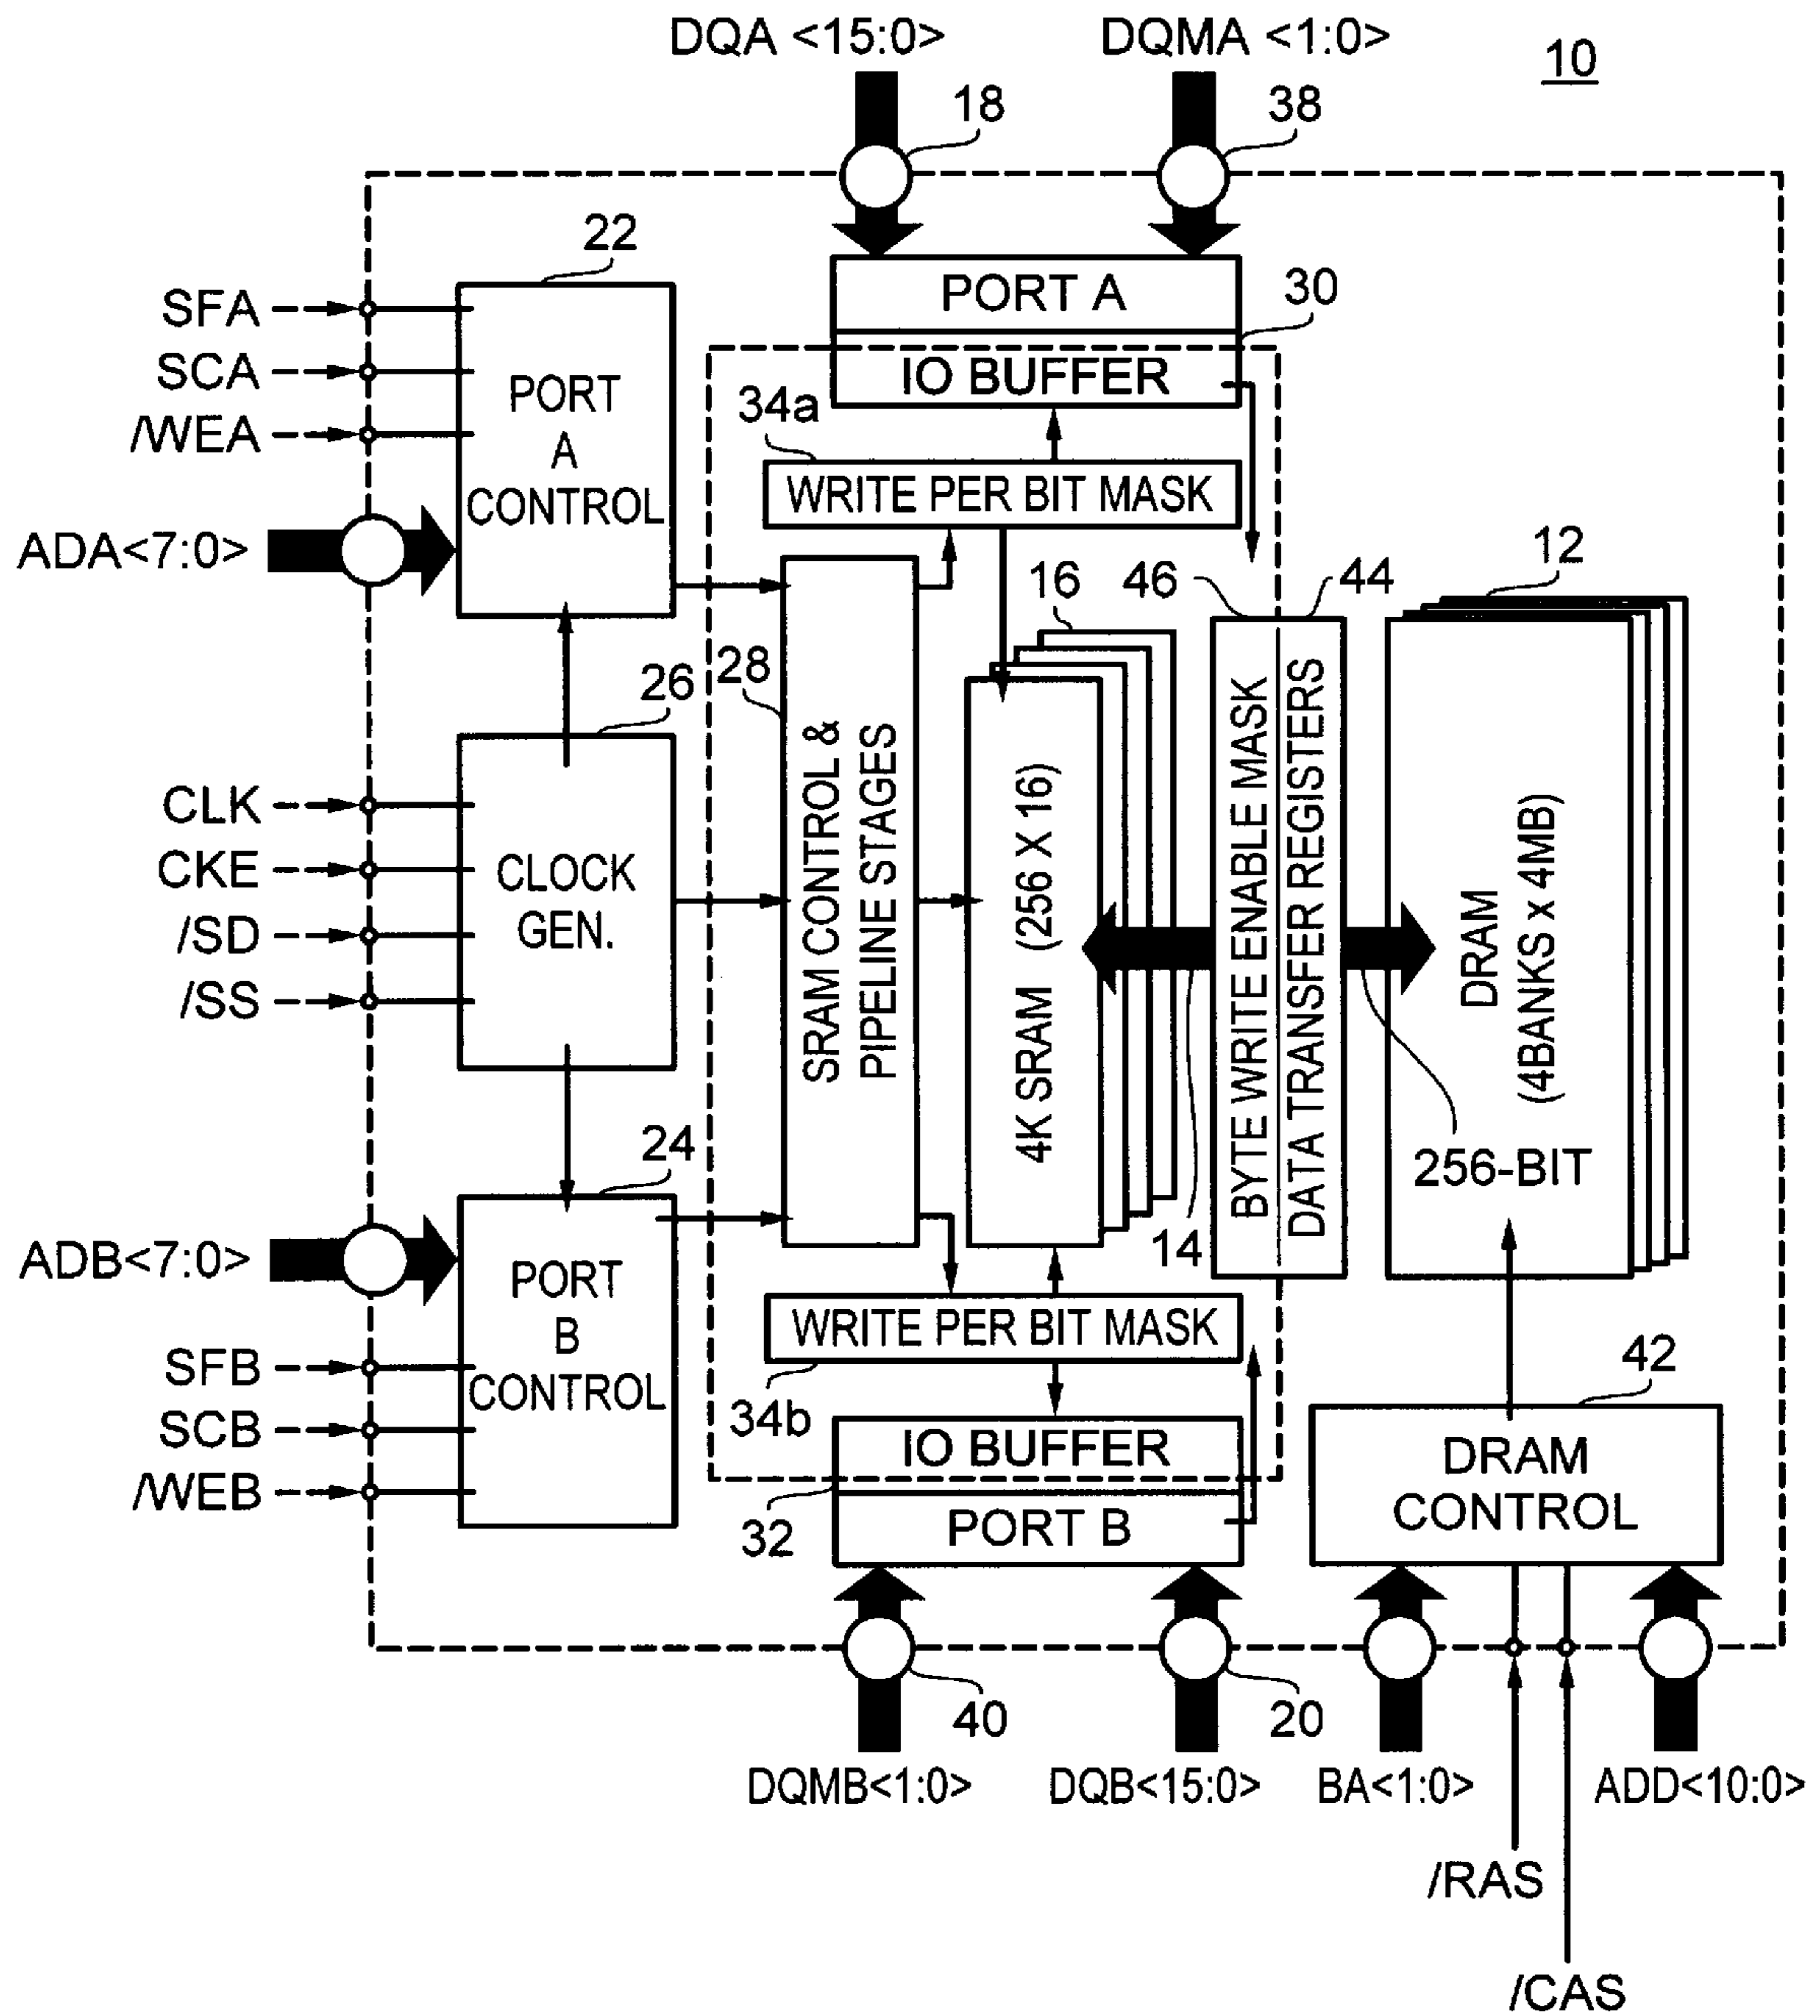 DQA <15:0>
DQMA <1:0>
10
18
38
22
PORT A
30
SFA
IO BUFFER
SCA
PORT
A
CONTROL
34a
/WEA
WRITE PER BIT MASK
ADA<7:0>
16
46
44
12
28
26
SRAM CONTROL &
PIPELINE STAGES
4K SRAM (256 X 16)
BYTE WRITE ENABLE MASK
DATA TRANSFER REGISTERS
DRAM
(4BANKS x 4MB)
CLK
CKE
CLOCK
GEN.
/SD
/SS
24
256-BIT
14
ADB<7:0>
PORT
B
CONTROL
WRITE PER BIT MASK
SFB
42
34b
SCB
IO BUFFER
DRAM
CONTROL
/WEB
32
PORT B
40
20
DQMB<1:0>
DQB<15:0>
BA<1:0>
ADD<10:0>
/RAS
/CAS